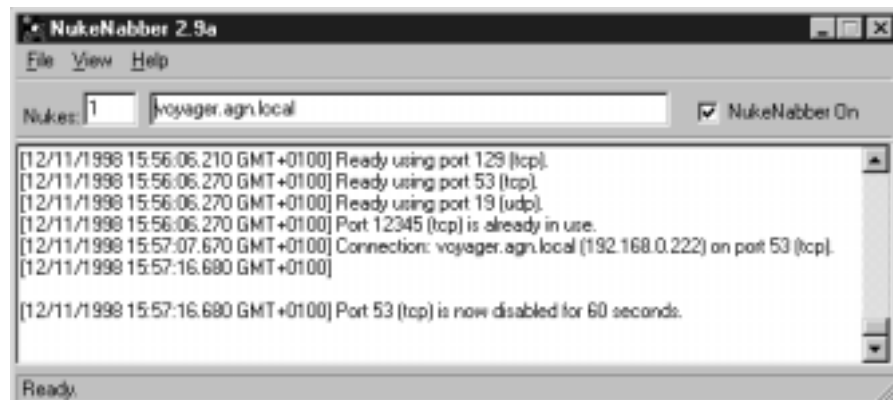 NukeNabber 2.9a
File View Help
Nukes: 1 voyager.agn.local NukeNabber On
[12/11/1998 15:56:06.210 GMT+0100] Ready using port 129 (tcp).
[12/11/1998 15:56:06.270 GMT+0100] Ready using port 53 (tcp).
[12/11/1998 15:56:06.270 GMT+0100] Ready using port 19 (udp).
[12/11/1998 15:56:06.270 GMT+0100] Port 12345 (tcp) is already in use.
[12/11/1998 15:57:07.670 GMT+0100] Connection: voyager.agn.local (192.168.0.222) on port 53 (tcp).
[12/11/1998 15:57:16.680 GMT+0100]
[12/11/1998 15:57:16.680 GMT+0100] Port 53 (tcp) is now disabled for 60 seconds.
Ready.